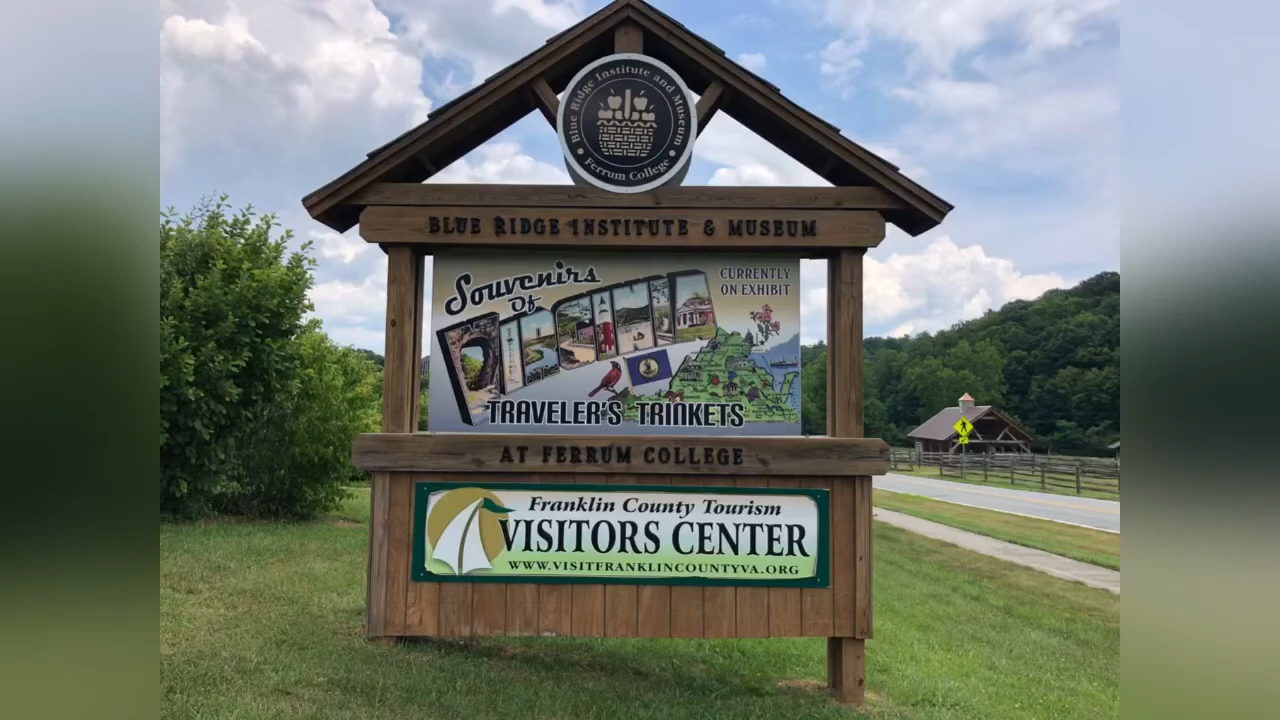 Blue Ridge Institute and Museum
Ferrum College
BLUE RIDGE INSTITUTE & MUSEUM
Souvenirs
of
VIRGINIA
CURRENTLY
ON EXHIBIT
TRAVELER'S TRINKETS
AT FERRUM COLLEGE
Franklin County Tourism
VISITORS CENTER
WWW.VISITFRANKLINCOUNTYVA.ORG